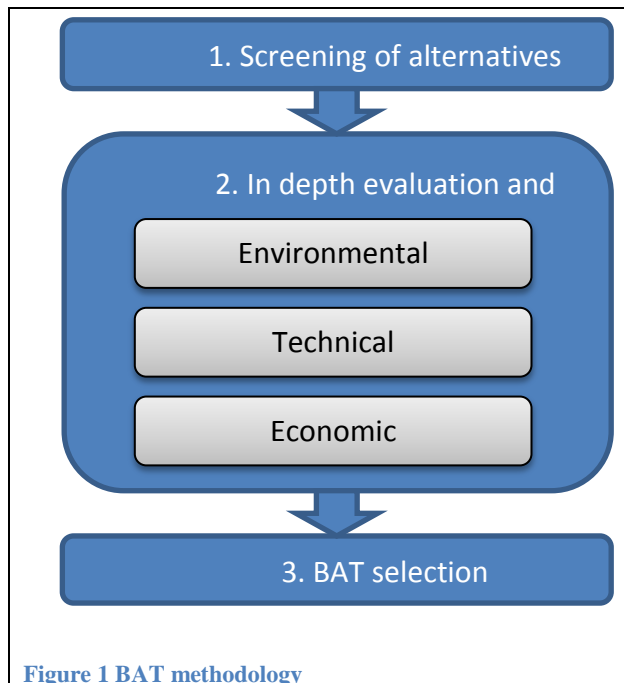 1. Screening of alternatives
2. In depth evaluation and
Environmental
Technical
Economic
3. BAT selection
Figure 1 BAT methodology